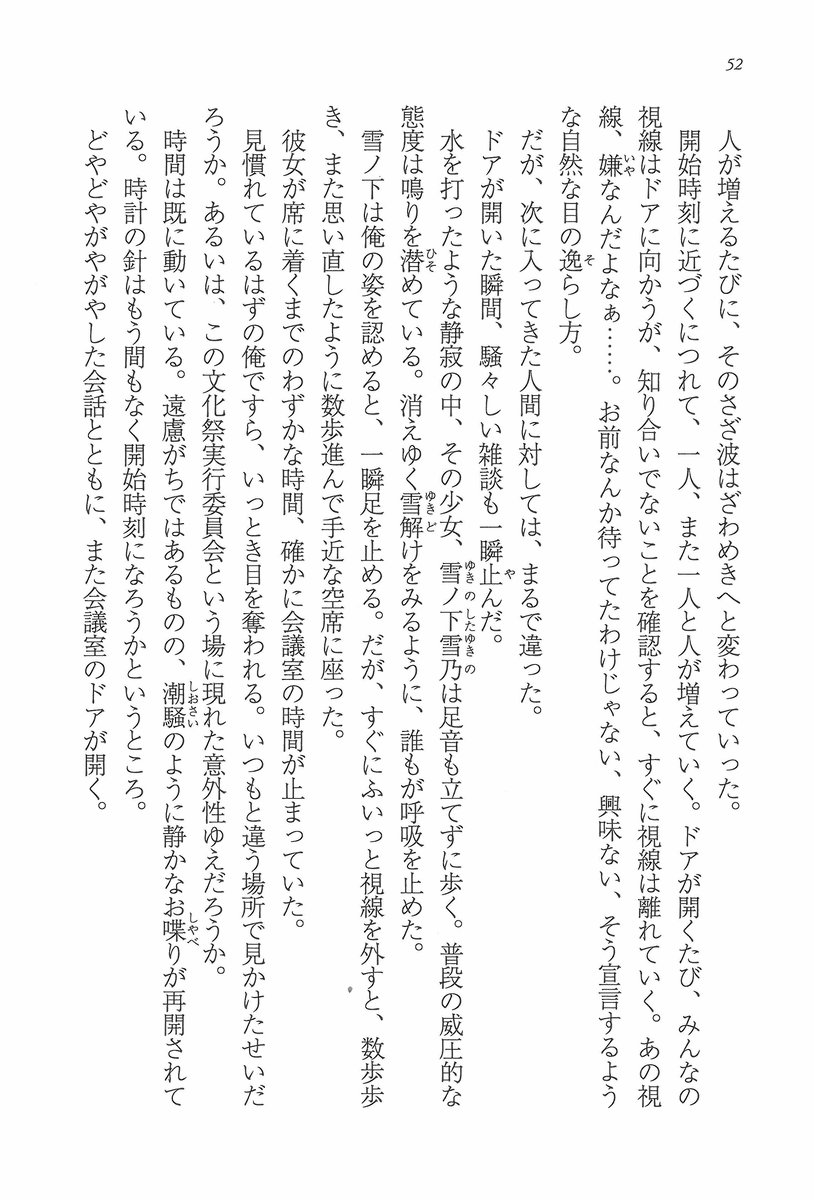 52
人が増えるたびに、そのさざ波はざわめきへと変わっていった。
開始時刻に近づくにつれて、一人、また一人と人が増えていく。ドアが開くたび、みんなの
視線はドアに向かうが、知り合いでないことを確認すると、すぐに視線は離れていく。あの視
線、嫌なんだよなぁ……。お前なんか待ってたわけじゃない、興味ない、そう宣言するよう
な自然な目の逸らし方。
だが、次に入ってきた人間に対しては、まるで違った。
ドアが開いた瞬間、騒々しい雑談も一瞬止んだ。
水を打ったような静寂の中、その少女、雪ノ下雪乃は足音も立てずに歩く。普段の威圧的な
態度は鳴りを潜めている。消えゆく雪解けをみるように、誰もが呼吸を止めた。
雪ノ下は俺の姿を認めると、一瞬足を止める。だが、すぐにふいっと視線を外すと、数歩歩
き、また思い直したように数歩進んで手近な空席に座った。
彼女が席に着くまでのわずかな時間、確かに会議室の時間が止まっていた。
見慣れているはずの俺ですら、いっとき目を奪われる。いつもと違う場所で見かけたせいだ
ろうか。あるいは、この文化祭実行委員会という場に現れた意外性ゆえだろうか。
時間は既に動いている。遠慮がちではあるものの、潮騒のように静かなお喋りが再開されて
いる。時計の針はもう間もなく開始時刻になろうかというところ。
どやどやがやがやした会話とともに、また会議室のドアが開く。